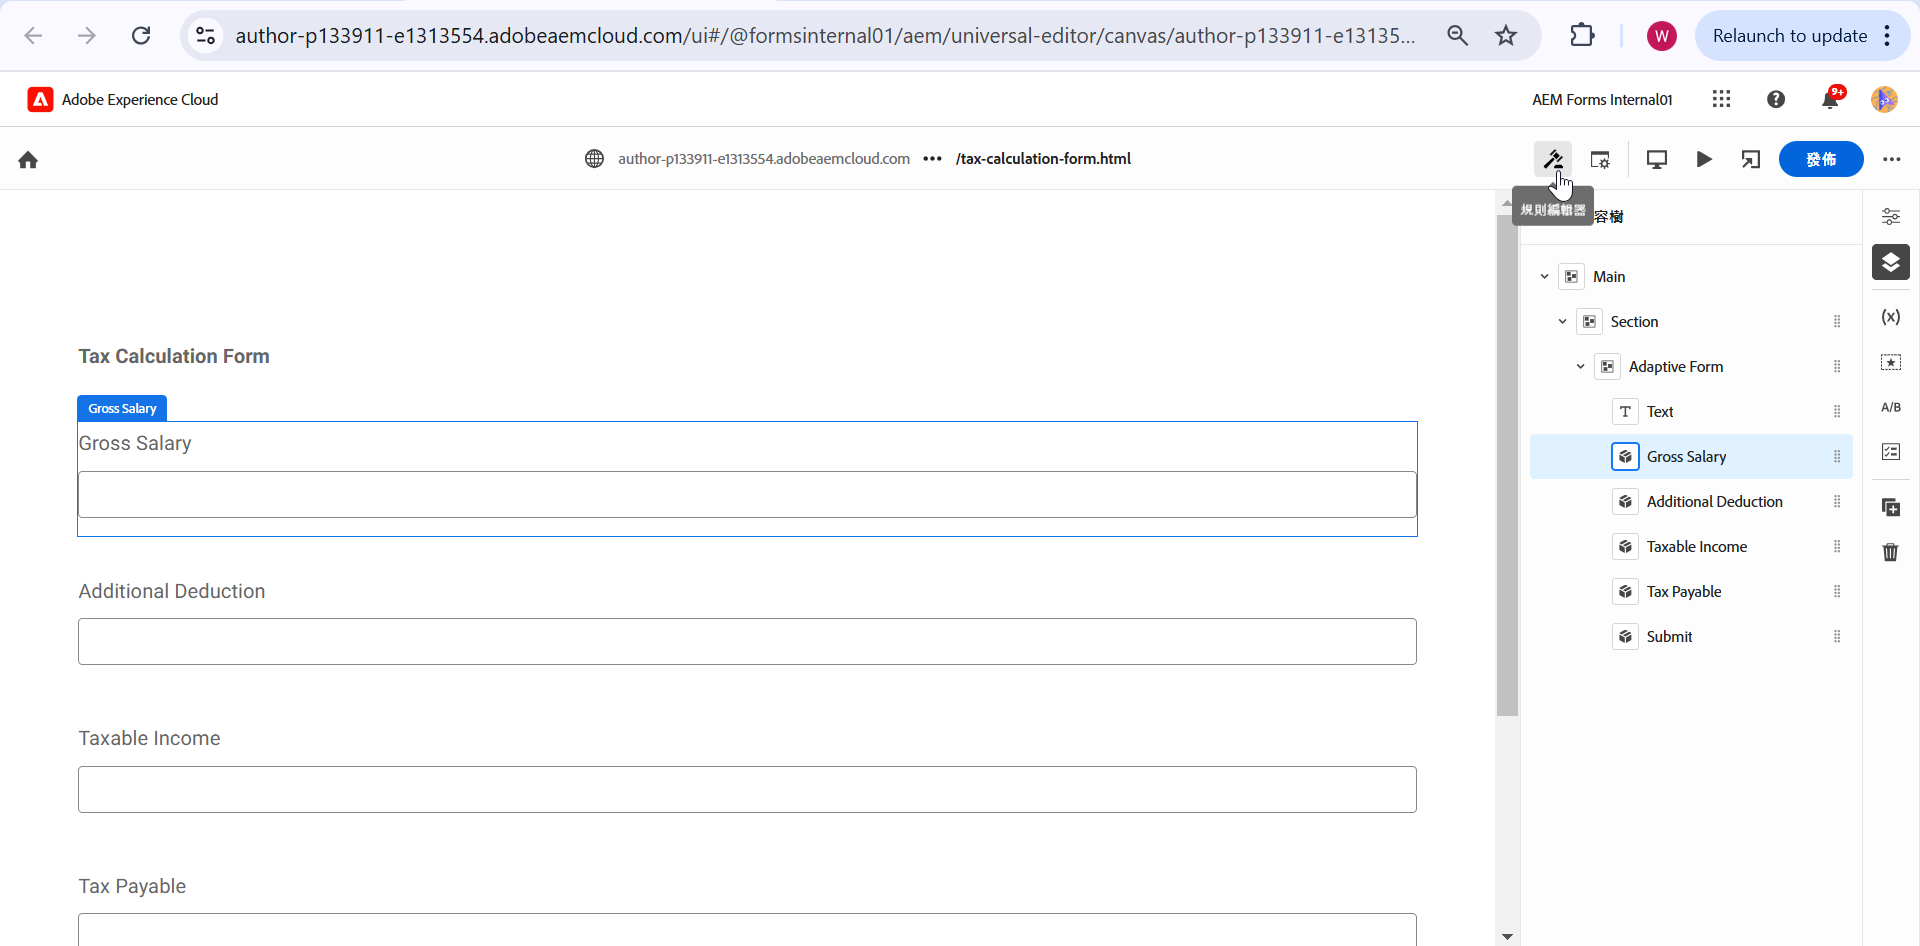 author-p133911-e1313554.adobeaemcloud.com/ui#/@formsinternal01/aem/universal-editor/canvas/author-p133911-e13135...
W
Relaunch to update
Adobe Experience Cloud
AEM Forms Internal01
9+
author-p133911-e1313554.adobeaemcloud.com
••• /tax-calculation-form.html
發佈
規則編輯器
容樹
Main
Section
Adaptive Form
Text
Gross Salary
Additional Deduction
Taxable Income
Tax Payable
Submit
(x)
A/B
Tax Calculation Form
Gross Salary
Gross Salary
Additional Deduction
Taxable Income
Tax Payable